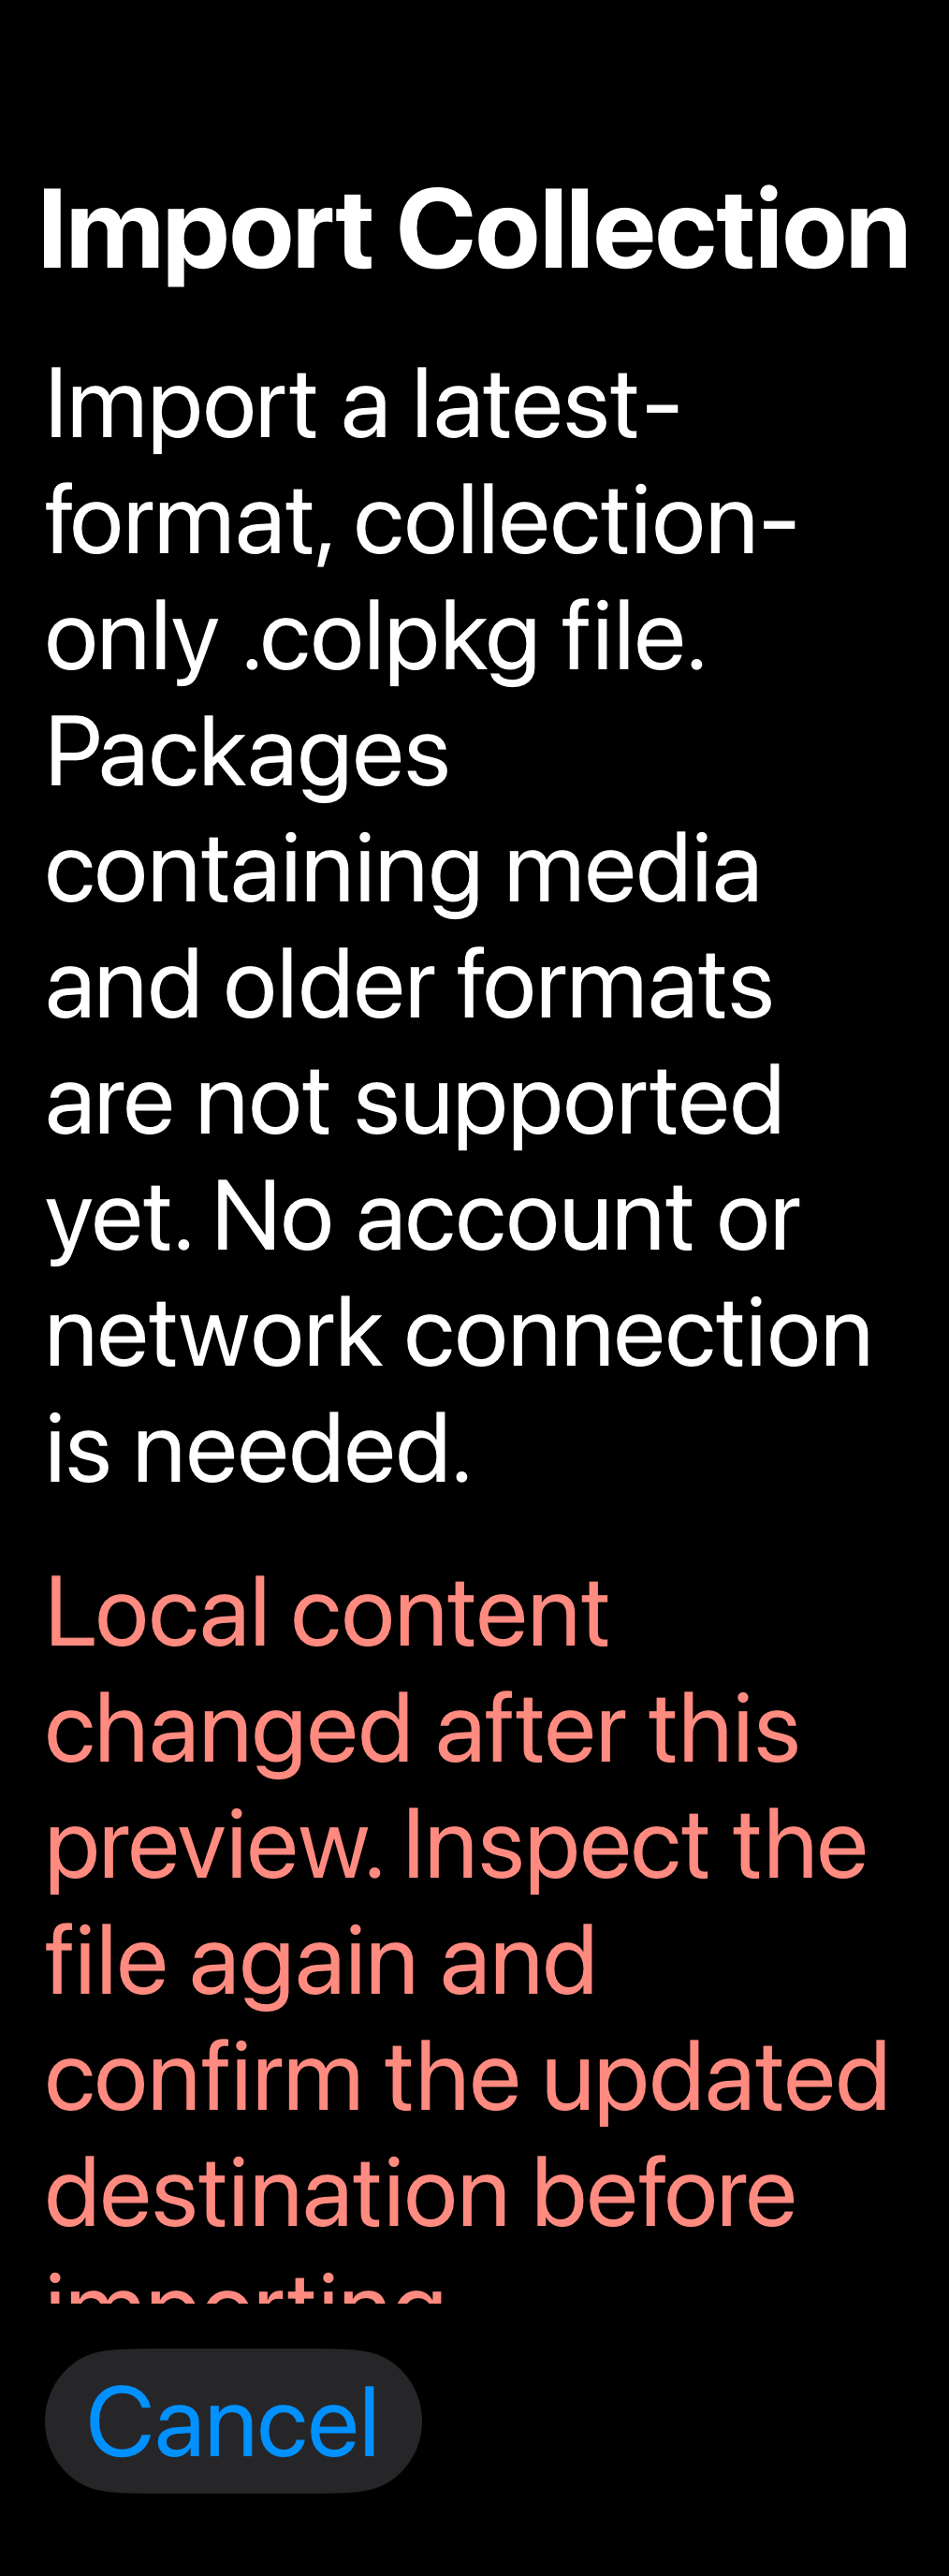 Import Collection
Import a latest-
format, collection-
only .colpkg file.
Packages
containing media
and older formats
are not supported
yet. No account or
network connection
is needed.
Local content
changed after this
preview. Inspect the
file again and
confirm the updated
destination before
importing
Cancel